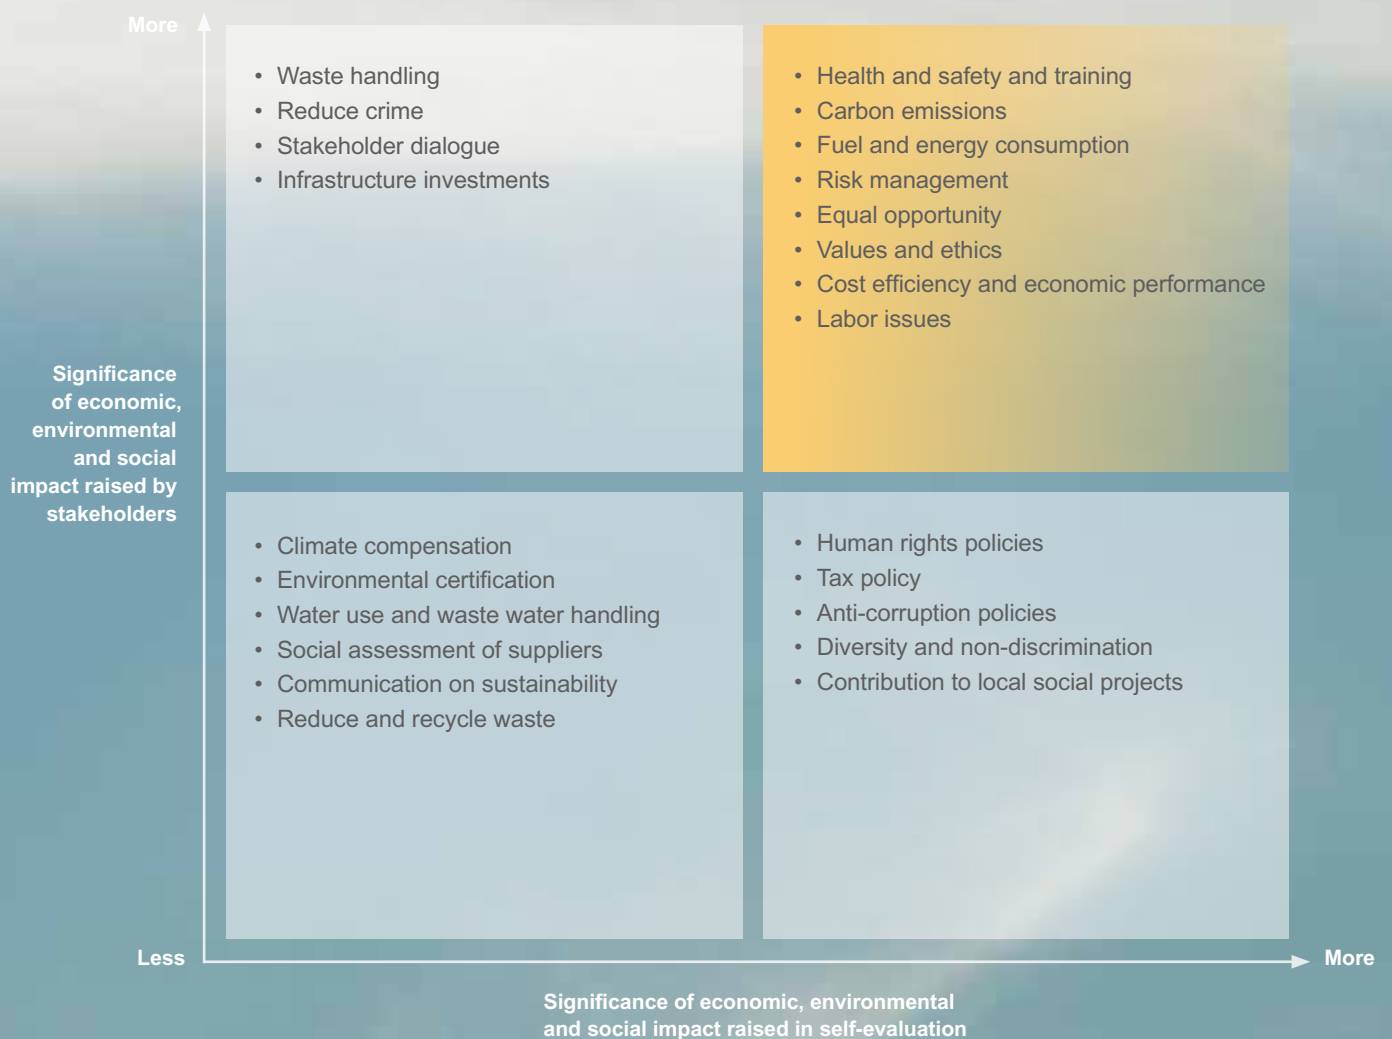 More
• Waste handling
• Reduce crime
• Stakeholder dialogue
• Infrastructure investments
• Health and safety and training
• Carbon emissions
• Fuel and energy consumption
• Risk management
• Equal opportunity
• Values and ethics
• Cost efficiency and economic performance
• Labor issues
Significance
of economic,
environmental
and social
impact raised by
stakeholders
• Climate compensation
• Environmental certification
• Water use and waste water handling
• Social assessment of suppliers
• Communication on sustainability
• Reduce and recycle waste
• Human rights policies
• Tax policy
• Anti-corruption policies
• Diversity and non-discrimination
• Contribution to local social projects
Less
More
Significance of economic, environmental
and social impact raised in self-evaluation